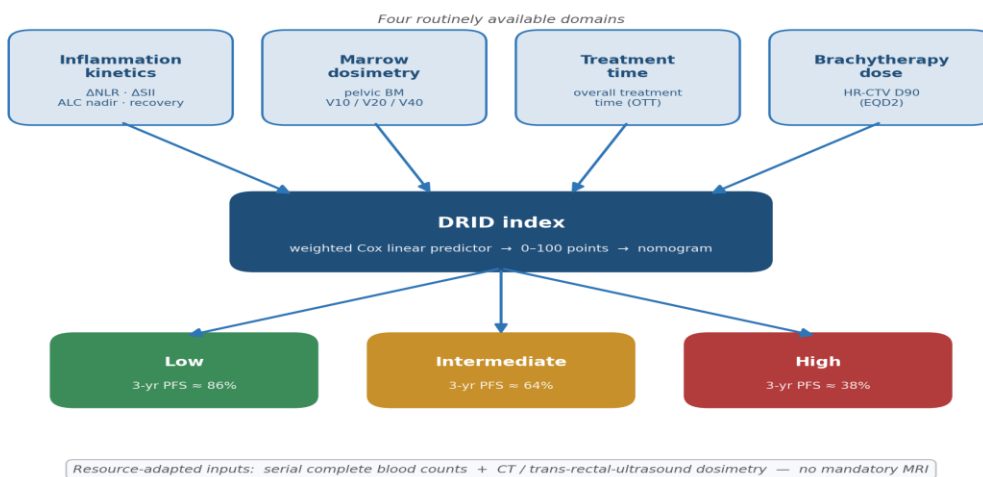 Four routinely available domains
Inflammation
kinetics
ΔNLR · ΔSII
ALC nadir · recovery
Marrow
dosimetry
pelvic BM
V10 / V20 / V40
Treatment
time
overall treatment
time (OTT)
Brachytherapy
dose
HR-CTV D90
(EQD2)
DRID index
weighted Cox linear predictor → 0–100 points → nomogram
Low
3-yr PFS ≈ 86%
Intermediate
3-yr PFS ≈ 64%
High
3-yr PFS ≈ 38%
Resource-adapted inputs: serial complete blood counts + CT / trans-rectal-ultrasound dosimetry — no mandatory MRI